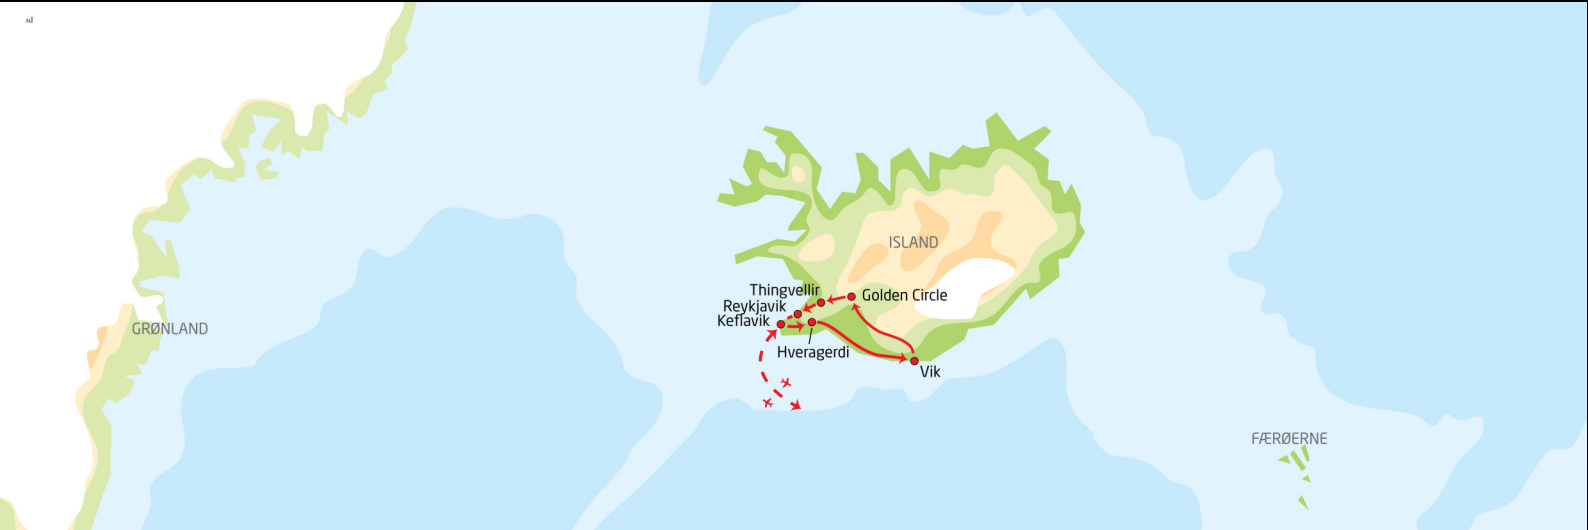 sd
ISLAND
Thingvellir
Golden Circle
Reykjavik
Keflavik
GRØNLAND
Hveragerdi
Vik
FÆRØERNE